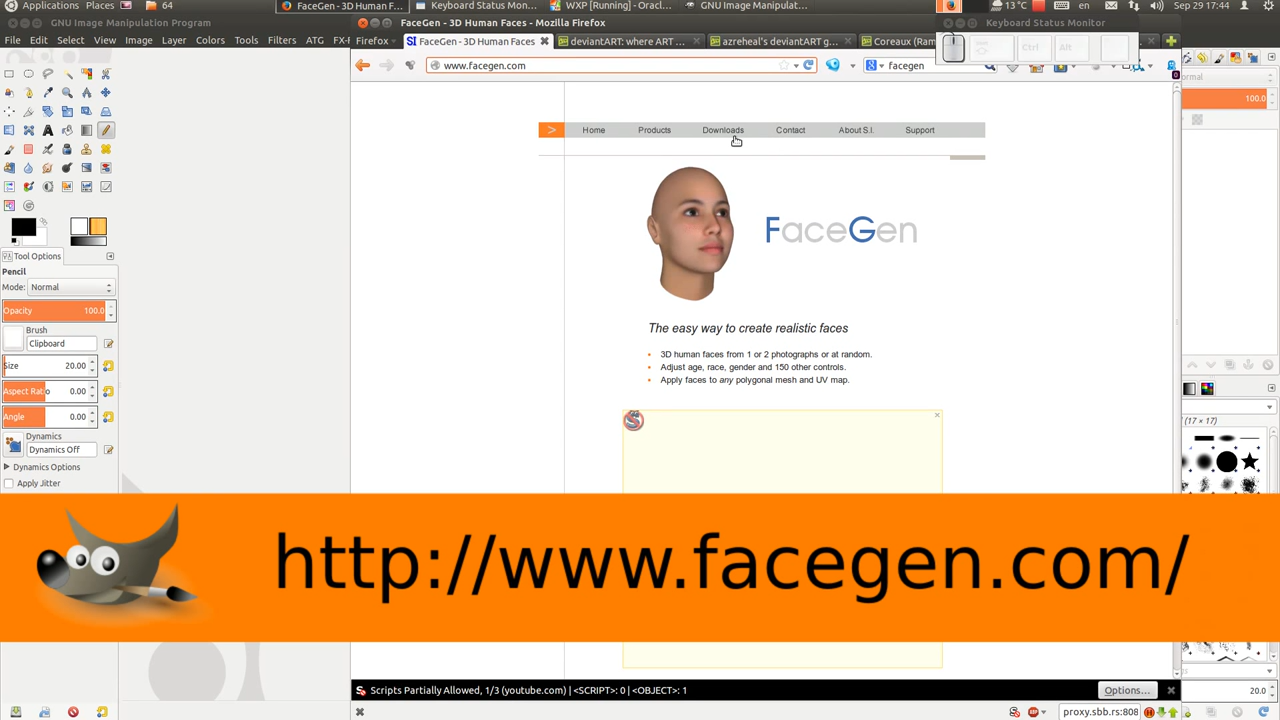 Applications
Places
64
FaceGen - 3D Human F...
Keyboard Status Monitor
WXP [Running] - Oracl...
GNU Image Manipulation...
13°C
en
Sep 29 17:44
GNU Image Manipulation Program
FaceGen - 3D Human Faces - Mozilla Firefox
Keyboard Status Monitor
File Edit Select View Image Layer Colors Tools Filters ATG FX-
Firefox
SI FaceGen - 3D Human Faces
deviantART: where ART ...
azreheal's deviantART g...
Coreaux (Ram
Ctrl
Alt
www.facegen.com
facegen
> Home Products Downloads Contact About S.I. Support
FaceGen
The easy way to create realistic faces
3D human faces from 1 or 2 photographs or at random.
Adjust age, race, gender and 150 other controls.
Apply faces to any polygonal mesh and UV map.
Tool Options
Pencil
Mode: Normal
Opacity 100.0
Brush
Clipboard
Size 20.00
Aspect Ratio 0.00
Angle 0.00
Dynamics
Dynamics Off
Dynamics Options
Apply Jitter
100.0
(17 × 17)
http://www.facegen.com/
Scripts Partially Allowed, 1/3 (youtube.com) | <SCRIPT>: 0 | <OBJECT>: 1
Options...
20.0
proxy.sbb.rs:808